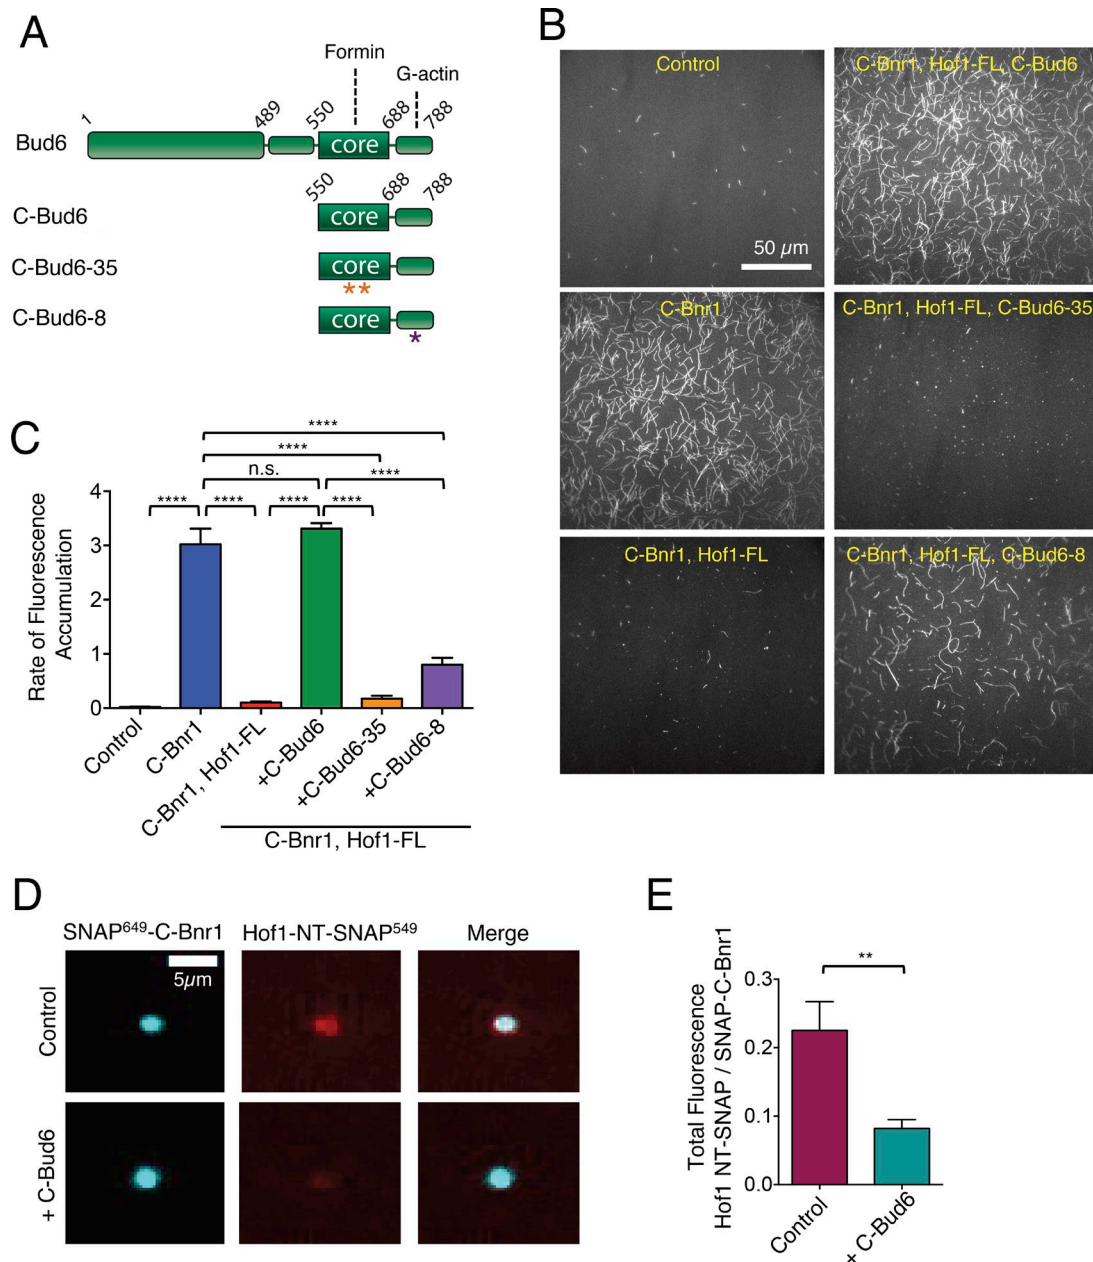 A
Formin
G-actin
1
489
550
688
788
Bud6
core
550
688
788
C-Bud6
core
C-Bud6-35
core
**
C-Bud6-8
core
*
B
Control
C-Bnr1, Hof1-FL, C-Bud6
50 µm
C-Bnr1
C-Bnr1, Hof1-FL, C-Bud6-35
C-Bnr1, Hof1-FL
C-Bnr1, Hof1-FL, C-Bud6-8
C
****
****
n.s.
****
**** **** **** ****
Rate of Fluorescence
Accumulation
4
3
2
1
0
Control
C-Bnr1
C-Bnr1, Hof1-FL
+C-Bud6
+C-Bud6-35
+C-Bud6-8
C-Bnr1, Hof1-FL
D
SNAP⁶⁴⁹-C-Bnr1
Hof1-NT-SNAP⁵⁴⁹
Merge
Control
5µm
+ C-Bud6
E
Total Fluorescence
Hof1 NT-SNAP / SNAP-C-Bnr1
**
0.3
0.2
0.1
0.0
Control
+ C-Bud6